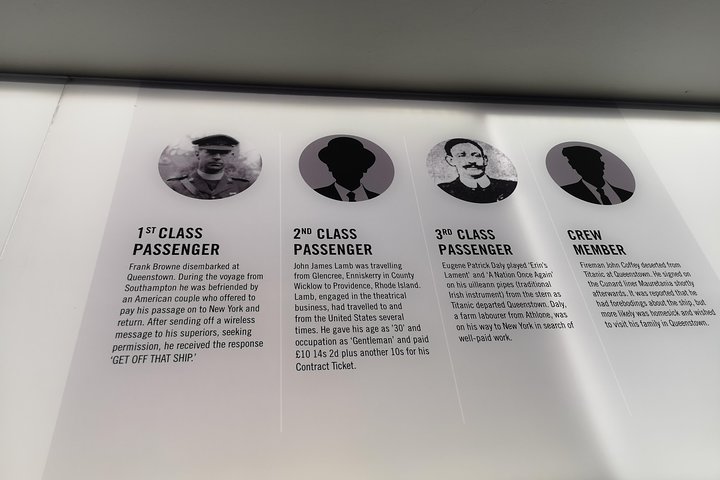 1ST CLASS
PASSENGER
Frank Browne disembarked at
Queenstown. During the voyage from
Southampton he was befriended by
an American couple who offered to
pay his passage on to New York and
return. After sending off a wireless
message to his superiors, seeking
permission, he received the response
'GET OFF THAT SHIP.'
2ND CLASS
PASSENGER
John James Lamb was travelling
from Glencree, Enniskerry in County
Wicklow to Providence, Rhode Island.
Lamb, engaged in the theatrical
business, had travelled to and
from the United States several
times. He gave his age as '30' and
occupation as 'Gentleman' and paid
£10 14s 2d plus another 10s for his
Contract Ticket.
3RD CLASS
PASSENGER
Eugene Patrick Daly played 'Erin's
Lament' and 'A Nation Once Again'
on his uilleann pipes (traditional
Irish instrument) from the stern as
Titanic departed Queenstown. Daly,
a farm labourer from Athlone, was
on his way to New York in search of
well-paid work.
CREW
MEMBER
Fireman John Coffey deserted from
Titanic at Queenstown. He signed on
the Cunard liner Mauretania shortly
afterwards. It was reported that he
had forebodings about the ship, but
more likely was homesick and wished
to visit his family in Queenstown.